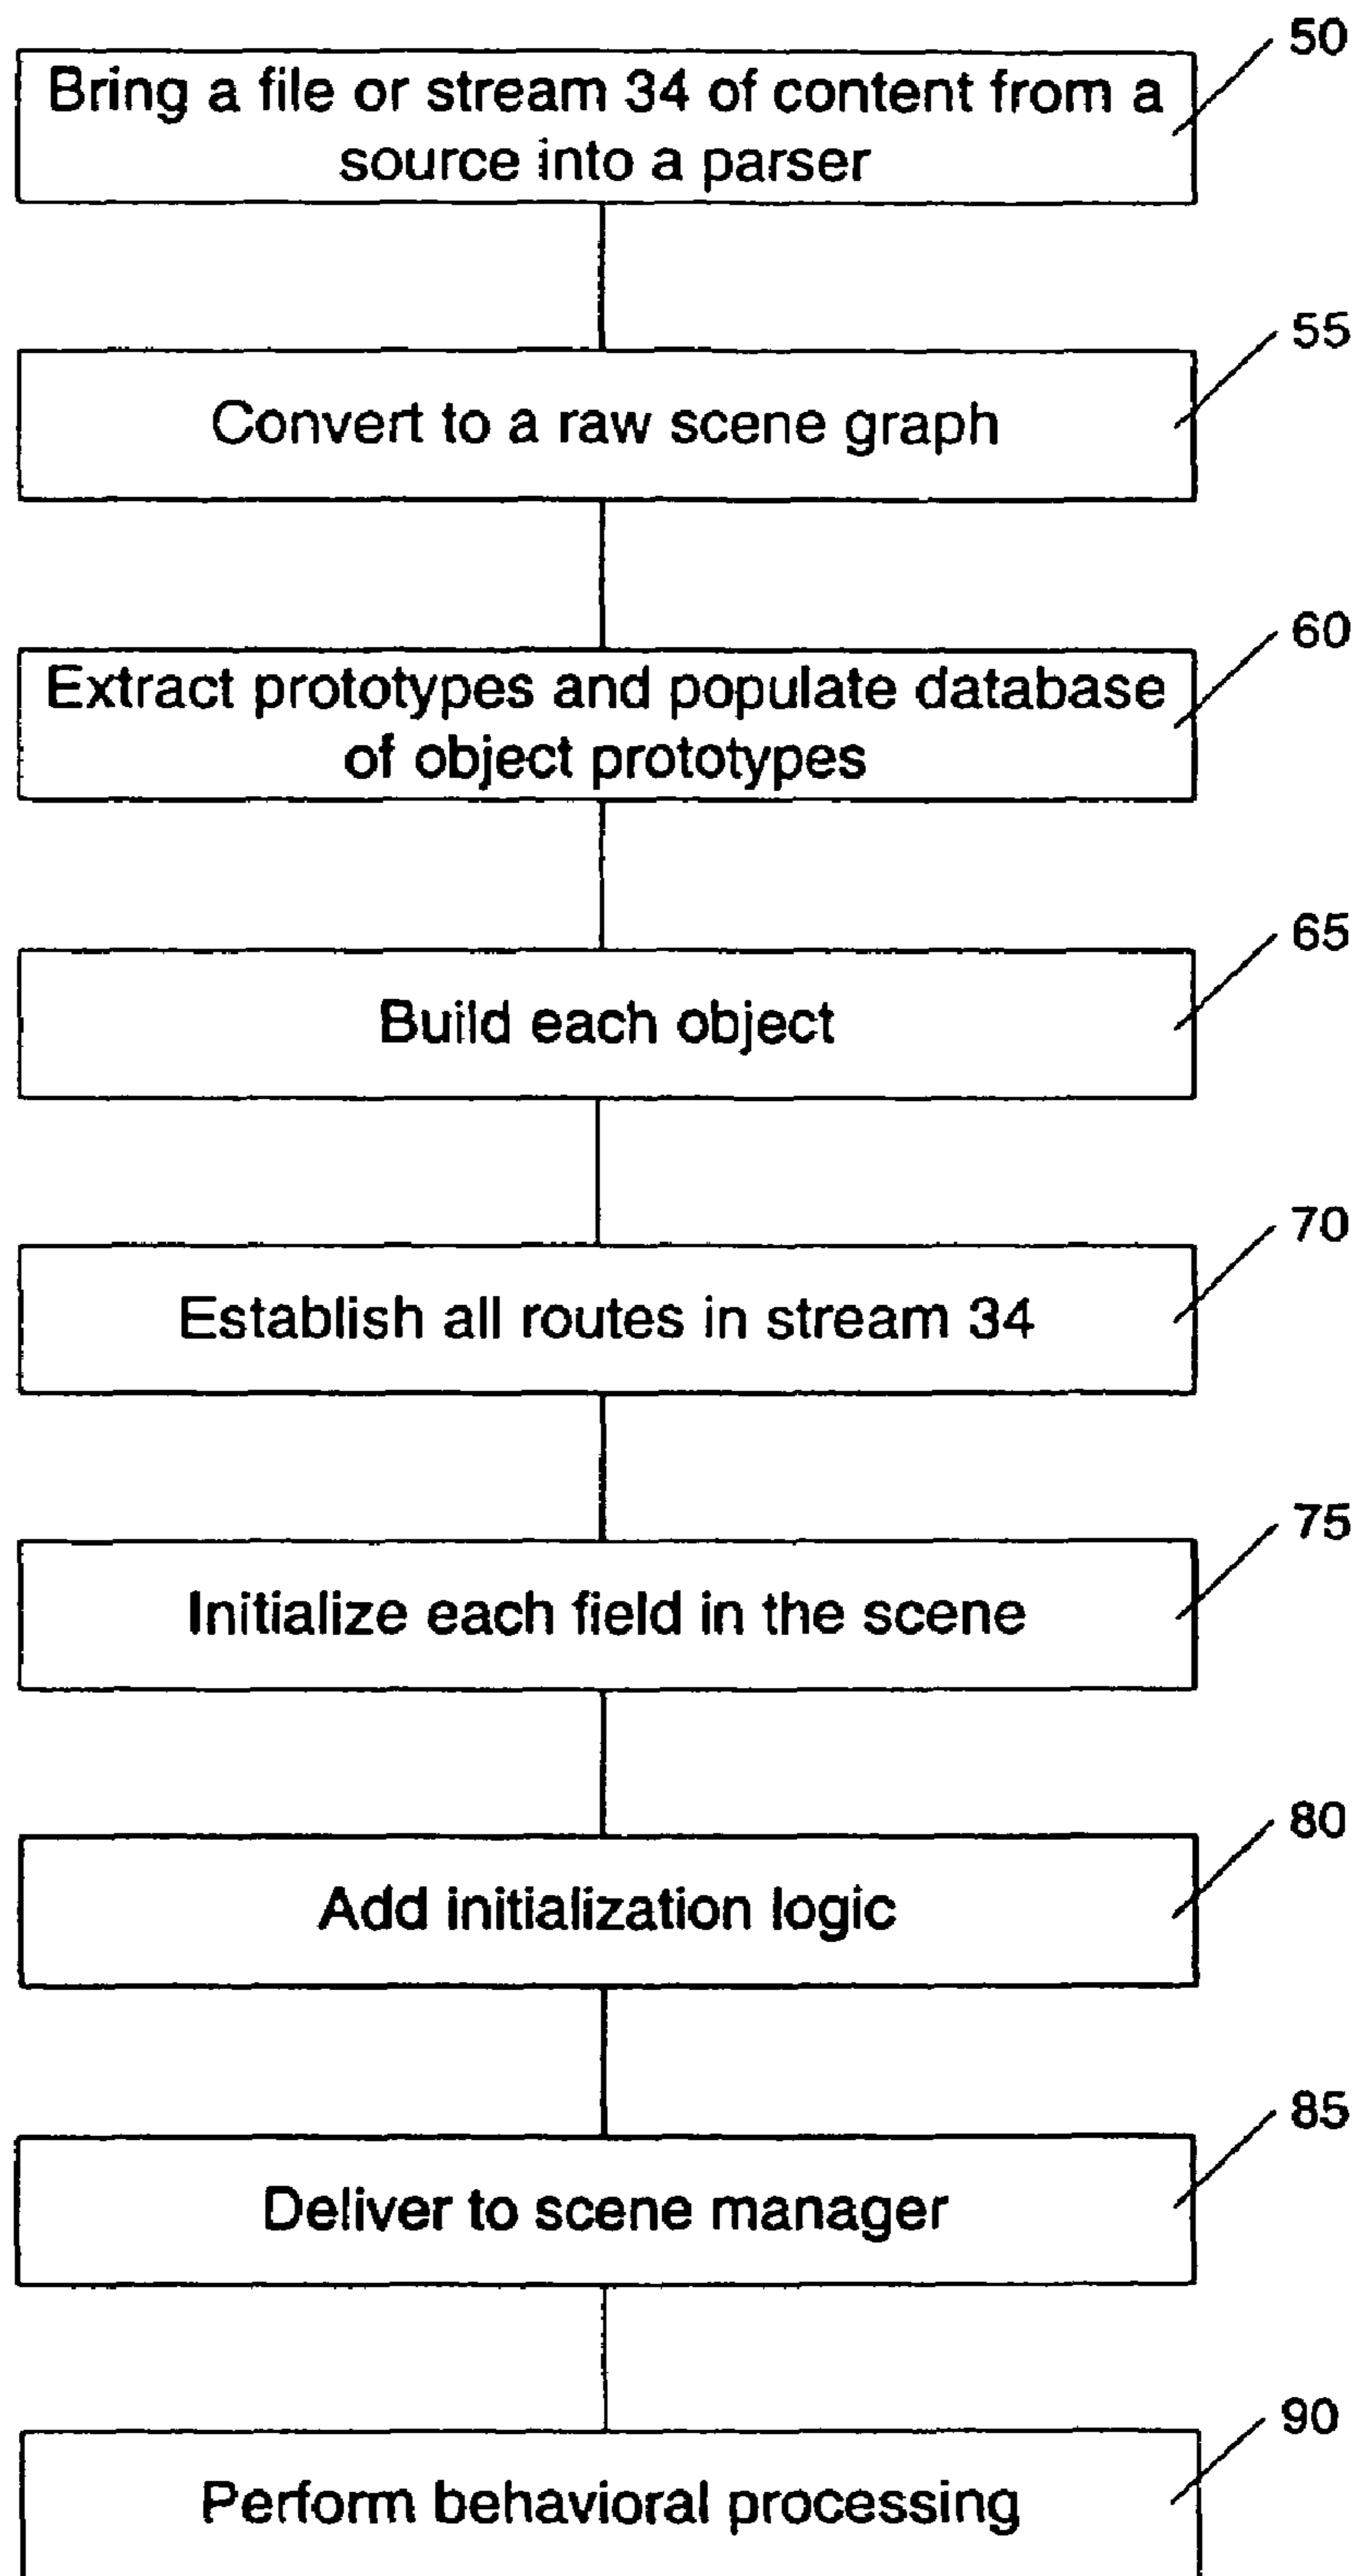 50
Bring a file or stream 34 of content from a
source into a parser
55
Convert to a raw scene graph
60
Extract prototypes and populate database
of object prototypes
65
Build each object
70
Establish all routes in stream 34
75
Initialize each field in the scene
80
Add initialization logic
85
Deliver to scene manager
90
Perform behavioral processing